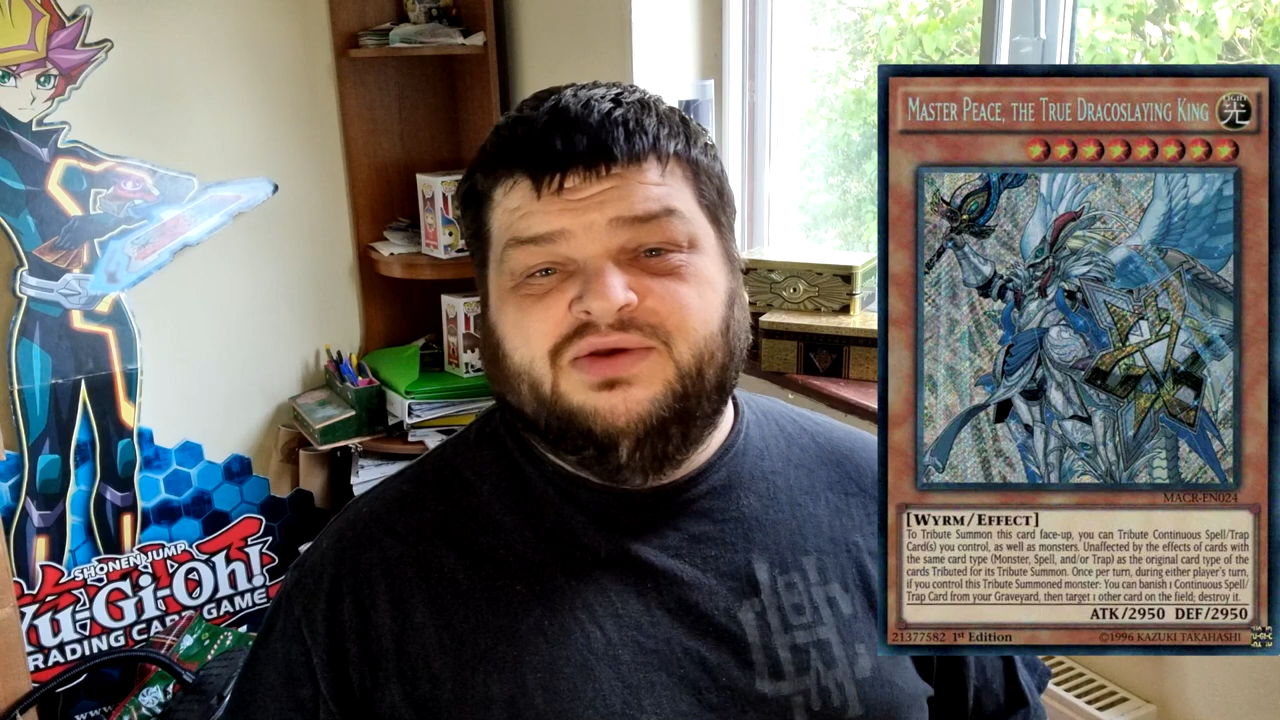 SHONEN JUMP
Yu-Gi-Oh!
TRADING CARD GAME
www
MASTER PEACE, THE TRUE DRACOSLAYING KING
LIGHT
光
MACR-EN024
[WYRM/EFFECT]
To Tribute Summon this card face-up, you can Tribute Continuous Spell/Trap
Card(s) you control, as well as monsters. Unaffected by the effects of cards with
the same card type (Monster, Spell, and/or Trap) as the original card type of the
cards Tributed for its Tribute Summon. Once per turn, during either player's turn,
if you control this Tribute Summoned monster: You can banish 1 Continuous Spell/
Trap Card from your Graveyard, then target 1 other card on the field; destroy it.
ATK/2950 DEF/2950
21377582 1st Edition ©1996 KAZUKI TAKAHASHI